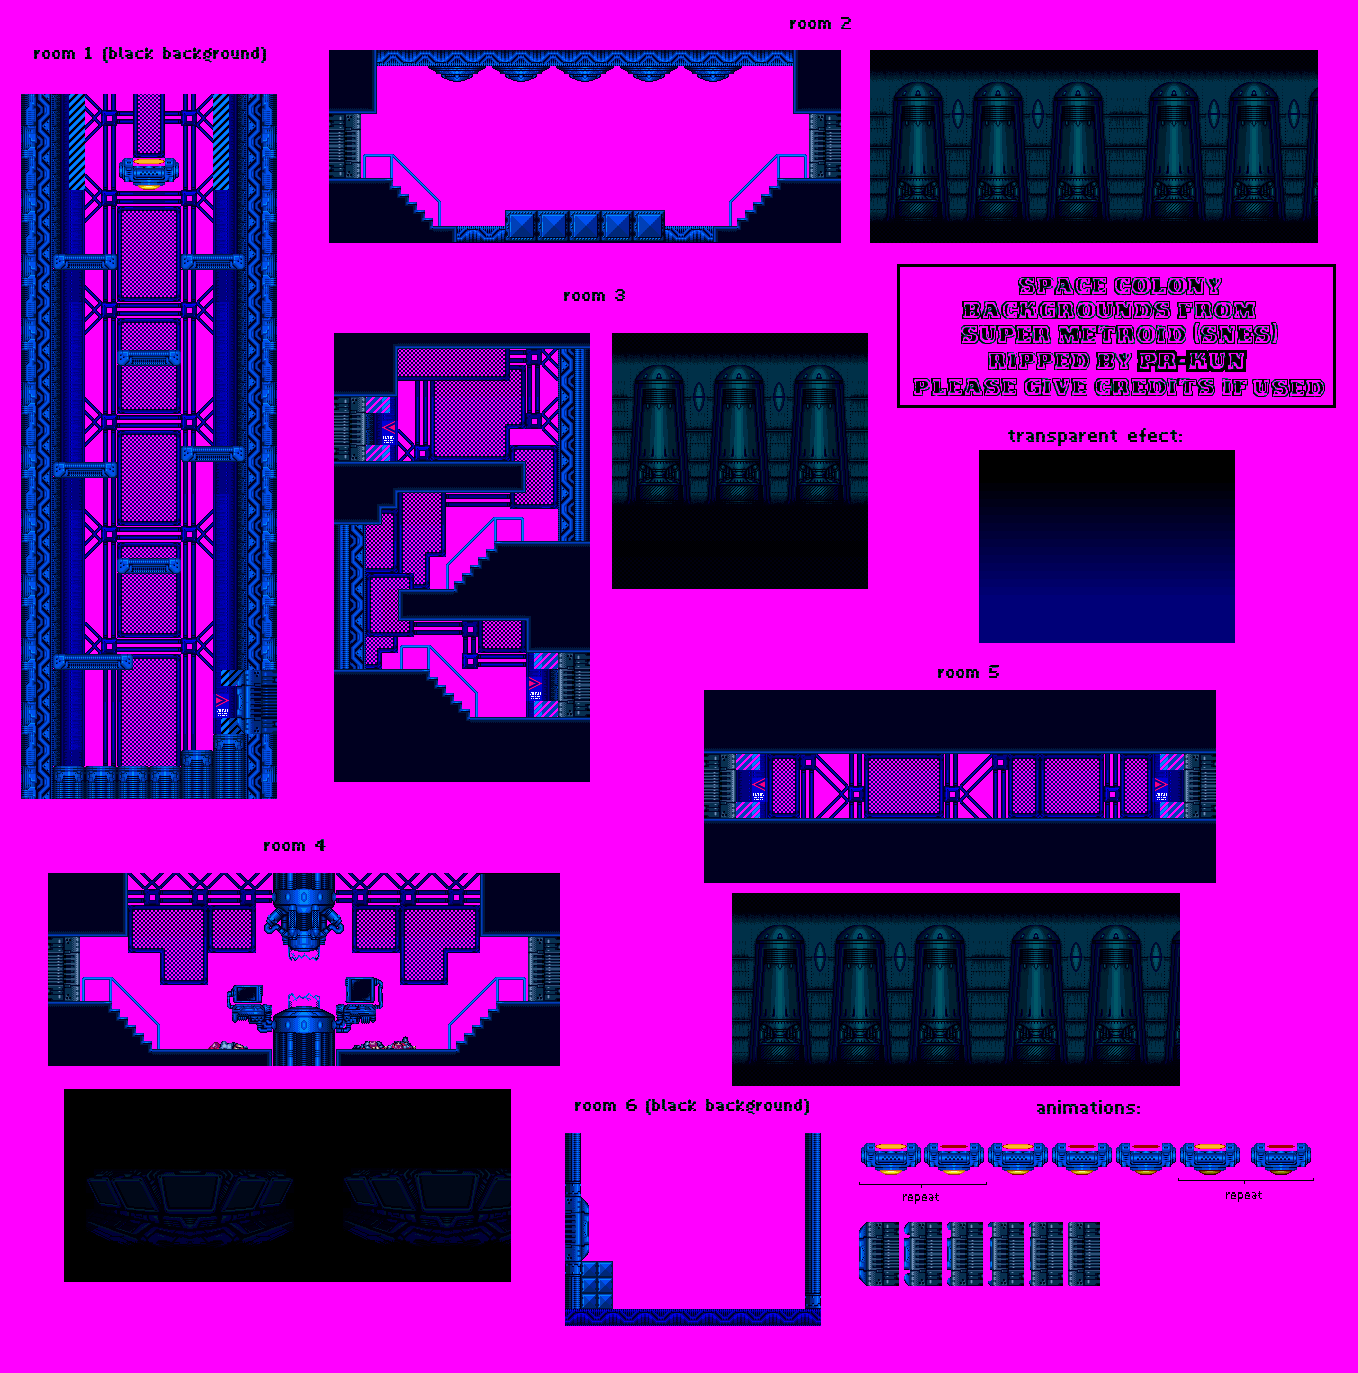 room 2
room 1 (black background)
SPACE COLONY
BACKGROUNDS FROM
SUPER METROID (SNES)
RIPPED BY PR-KUN
PLEASE GIVE CREDITS IF USED
room 3
transparent efect:
room 5
room 4
room 6 (black background)
animations:
repeat
repeat